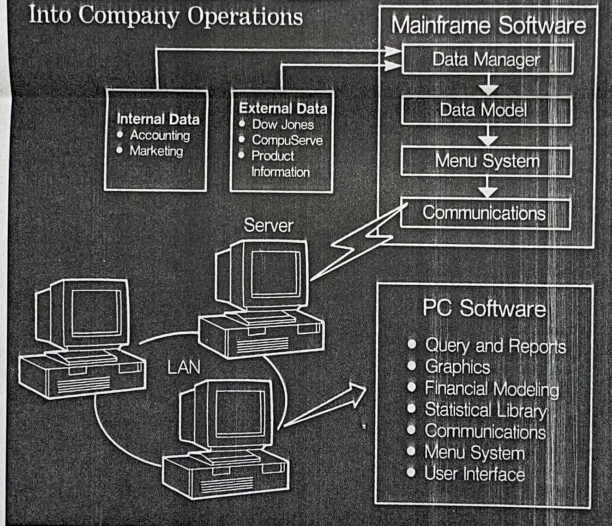 Into Company Operations
Mainframe Software
Data Manager
Data Model
Menu System
Communications
Internal Data
• Accounting
• Marketing
External Data
• Dow Jones
• CompuServe
• Product
Information
Server
LAN
PC Software
• Query and Reports
• Graphics
• Financial Modeling
• Statistical Library
• Communications
• Menu System
• User Interface